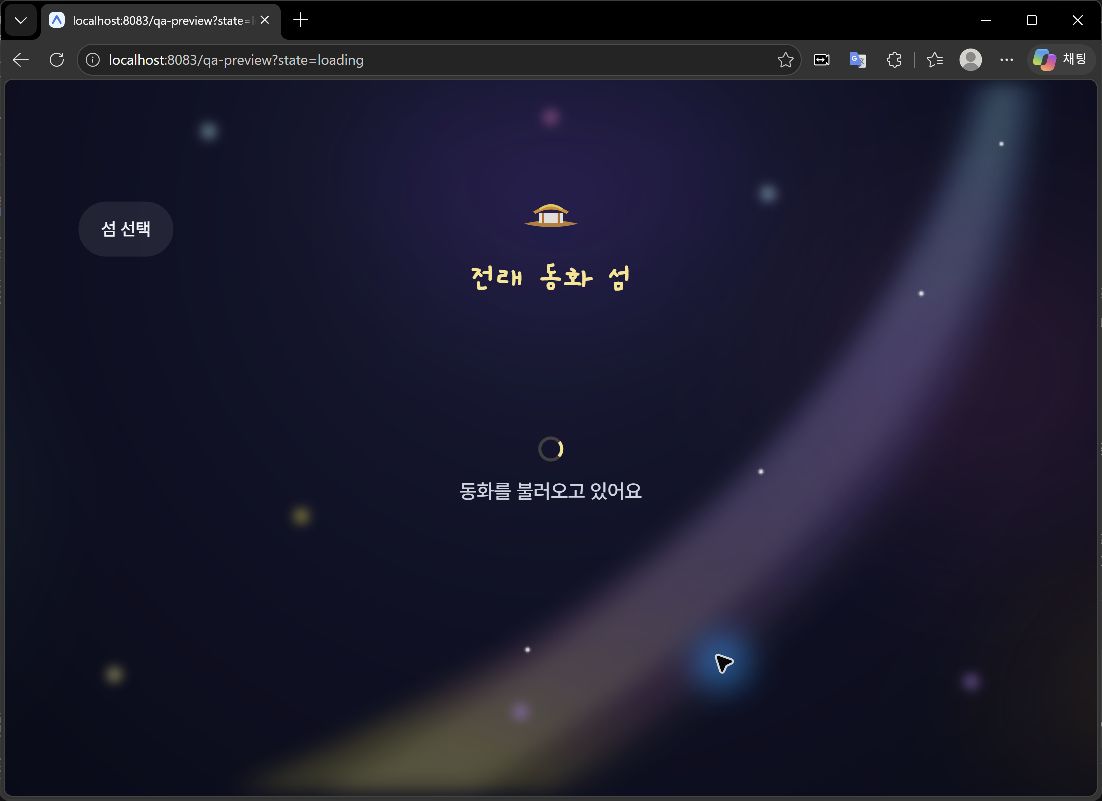 localhost:8083/qa-preview?state=
localhost:8083/qa-preview?state=loading
채팅
섬 선택
전래 동화 섬
동화를 불러오고 있어요